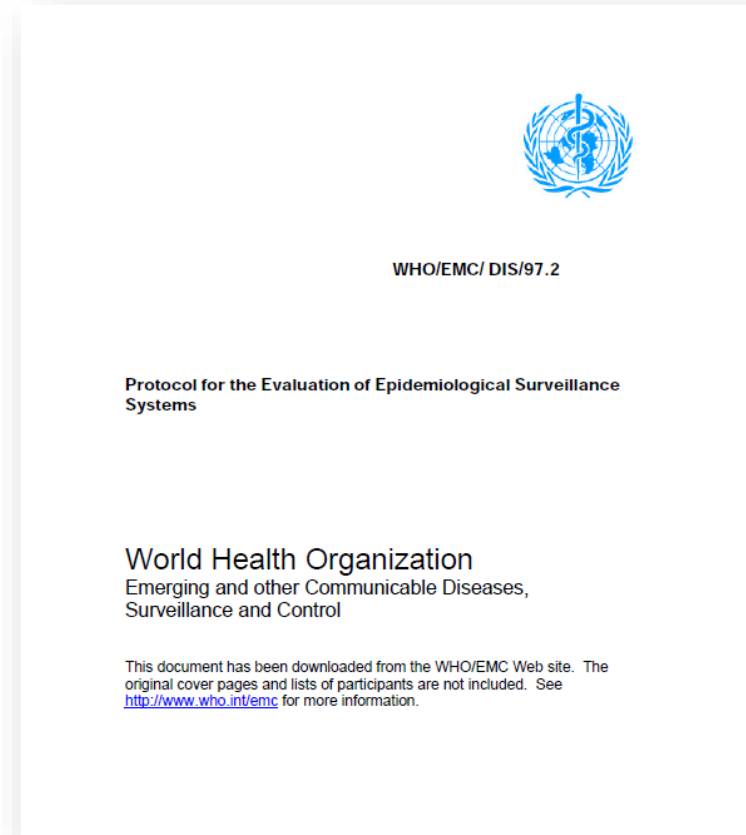 WHO/EMC/ DIS/97.2
Protocol for the Evaluation of Epidemiological Surveillance
Systems
World Health Organization
Emerging and other Communicable Diseases,
Surveillance and Control
This document has been downloaded from the WHO/EMC Web site. The
original cover pages and lists of participants are not included. See
http://www.who.int/emc for more information.